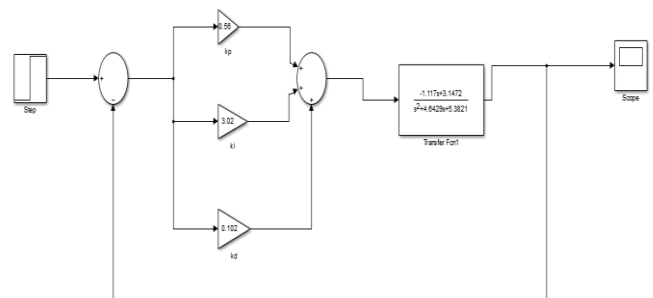 Step
+
−
0.56
kp
3.02
ki
0.102
kd
+
+
+
-1.117s+3.1472
s²+4.6429s+5.3821
Transfer Fcn1
Scope